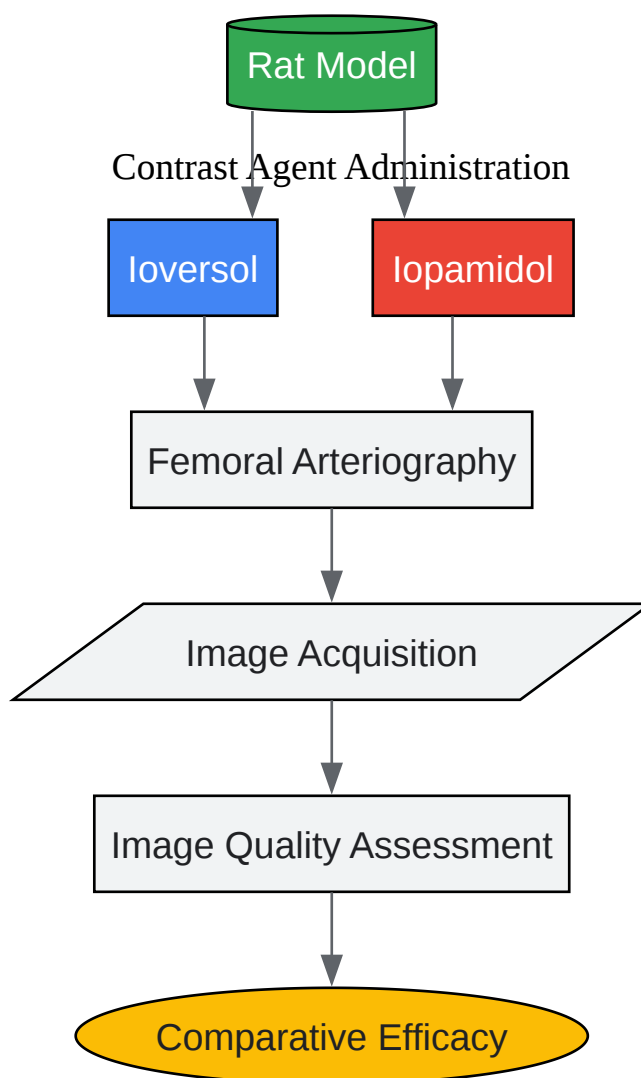 Rat Model
Contrast Agent Administration
Ioversol
Iopamidol
Femoral Arteriography
Image Acquisition
Image Quality Assessment
Comparative Efficacy